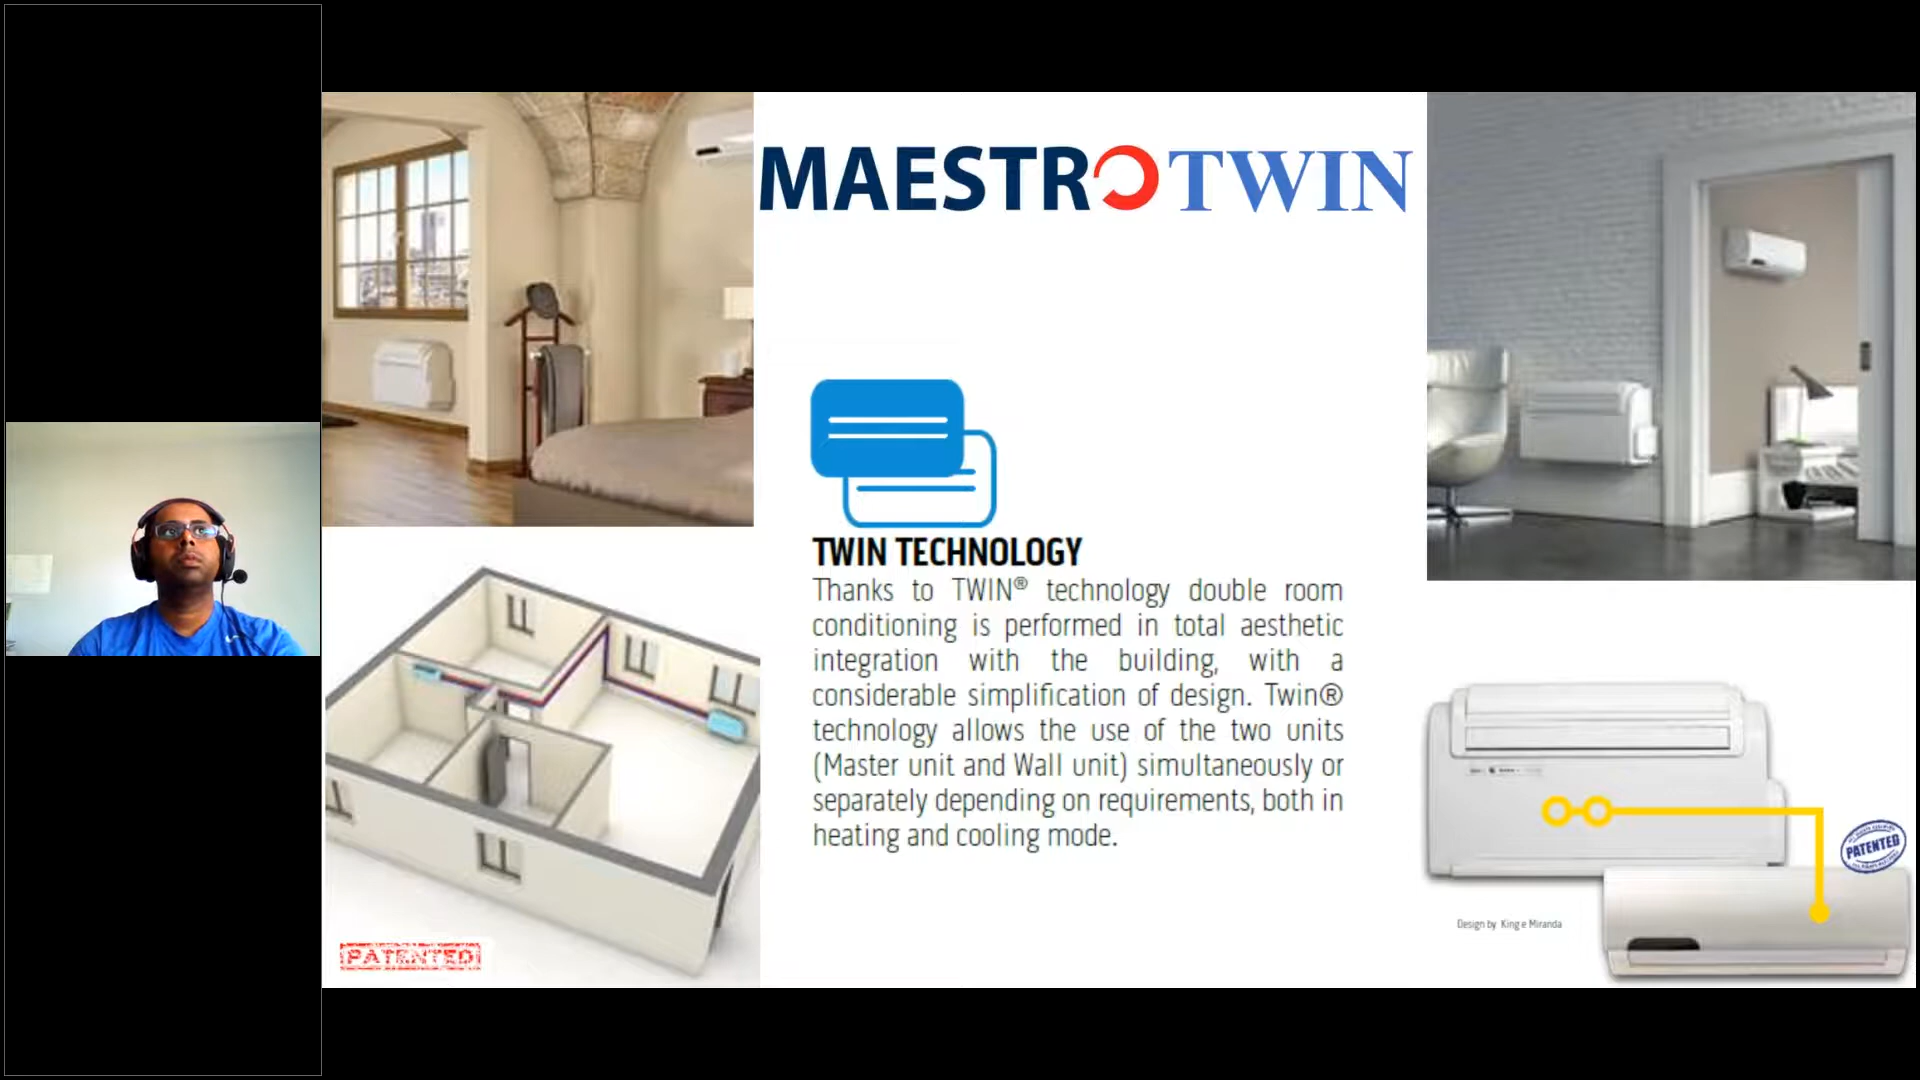 MAESTRO TWIN
TWIN TECHNOLOGY
Thanks to TWIN® technology double room
conditioning is performed in total aesthetic
integration with the building, with a
considerable simplification of design. Twin®
technology allows the use of the two units
(Master unit and Wall unit) simultaneously or
separately depending on requirements, both in
heating and cooling mode.
PATENTED
PATENTED
Design by King e Miranda